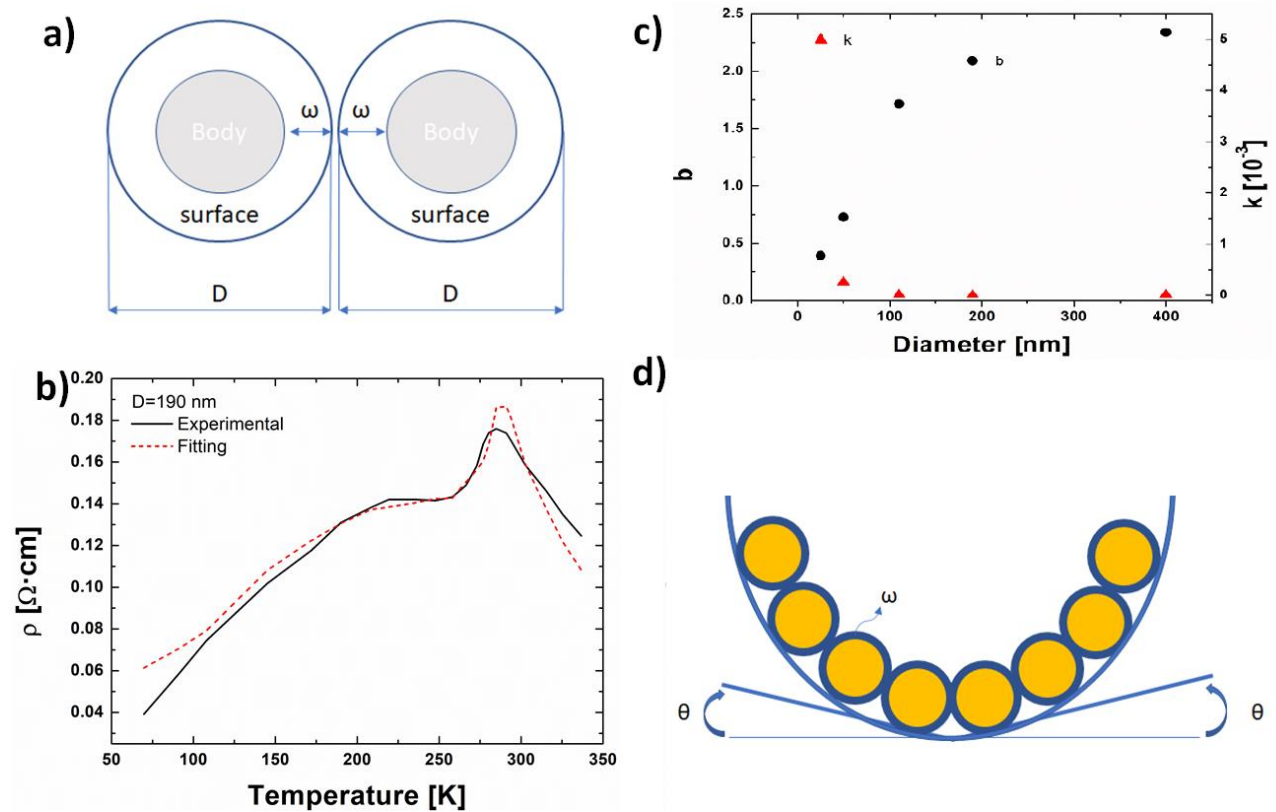 a)
ω ω
Body Body
surface surface
D D
b)
0.20
0.18
0.16
0.14
0.12
0.10
0.08
0.06
0.04
ρ [Ω·cm]
D=190 nm
Experimental
Fitting
50 100 150 200 250 300 350
Temperature [K]
c)
2.5
2.0
1.5
1.0
0.5
0.0
b
k
b
5
4
3
2
1
0
k [10⁻³]
0 100 200 300 400
Diameter [nm]
d)
ω
θ θ